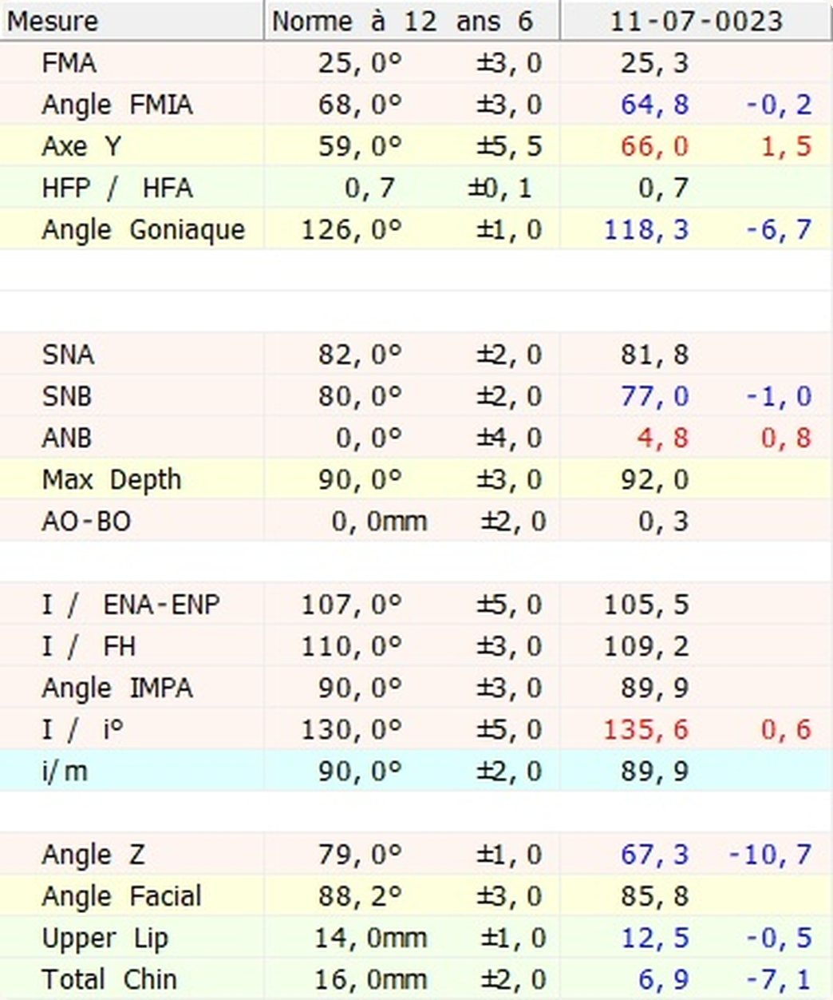 Mesure Norme à 12 ans 6 11-07-0023
FMA 25,0° ±3,0 25,3
Angle FMIA 68,0° ±3,0 64,8 -0,2
Axe Y 59,0° ±5,5 66,0 1,5
HFP / HFA 0,7 ±0,1 0,7
Angle Goniaque 126,0° ±1,0 118,3 -6,7
SNA 82,0° ±2,0 81,8
SNB 80,0° ±2,0 77,0 -1,0
ANB 0,0° ±4,0 4,8 0,8
Max Depth 90,0° ±3,0 92,0
AO-BO 0,0mm ±2,0 0,3
I / ENA-ENP 107,0° ±5,0 105,5
I / FH 110,0° ±3,0 109,2
Angle IMPA 90,0° ±3,0 89,9
I / i° 130,0° ±5,0 135,6 0,6
i/m 90,0° ±2,0 89,9
Angle Z 79,0° ±1,0 67,3 -10,7
Angle Facial 88,2° ±3,0 85,8
Upper Lip 14,0mm ±1,0 12,5 -0,5
Total Chin 16,0mm ±2,0 6,9 -7,1